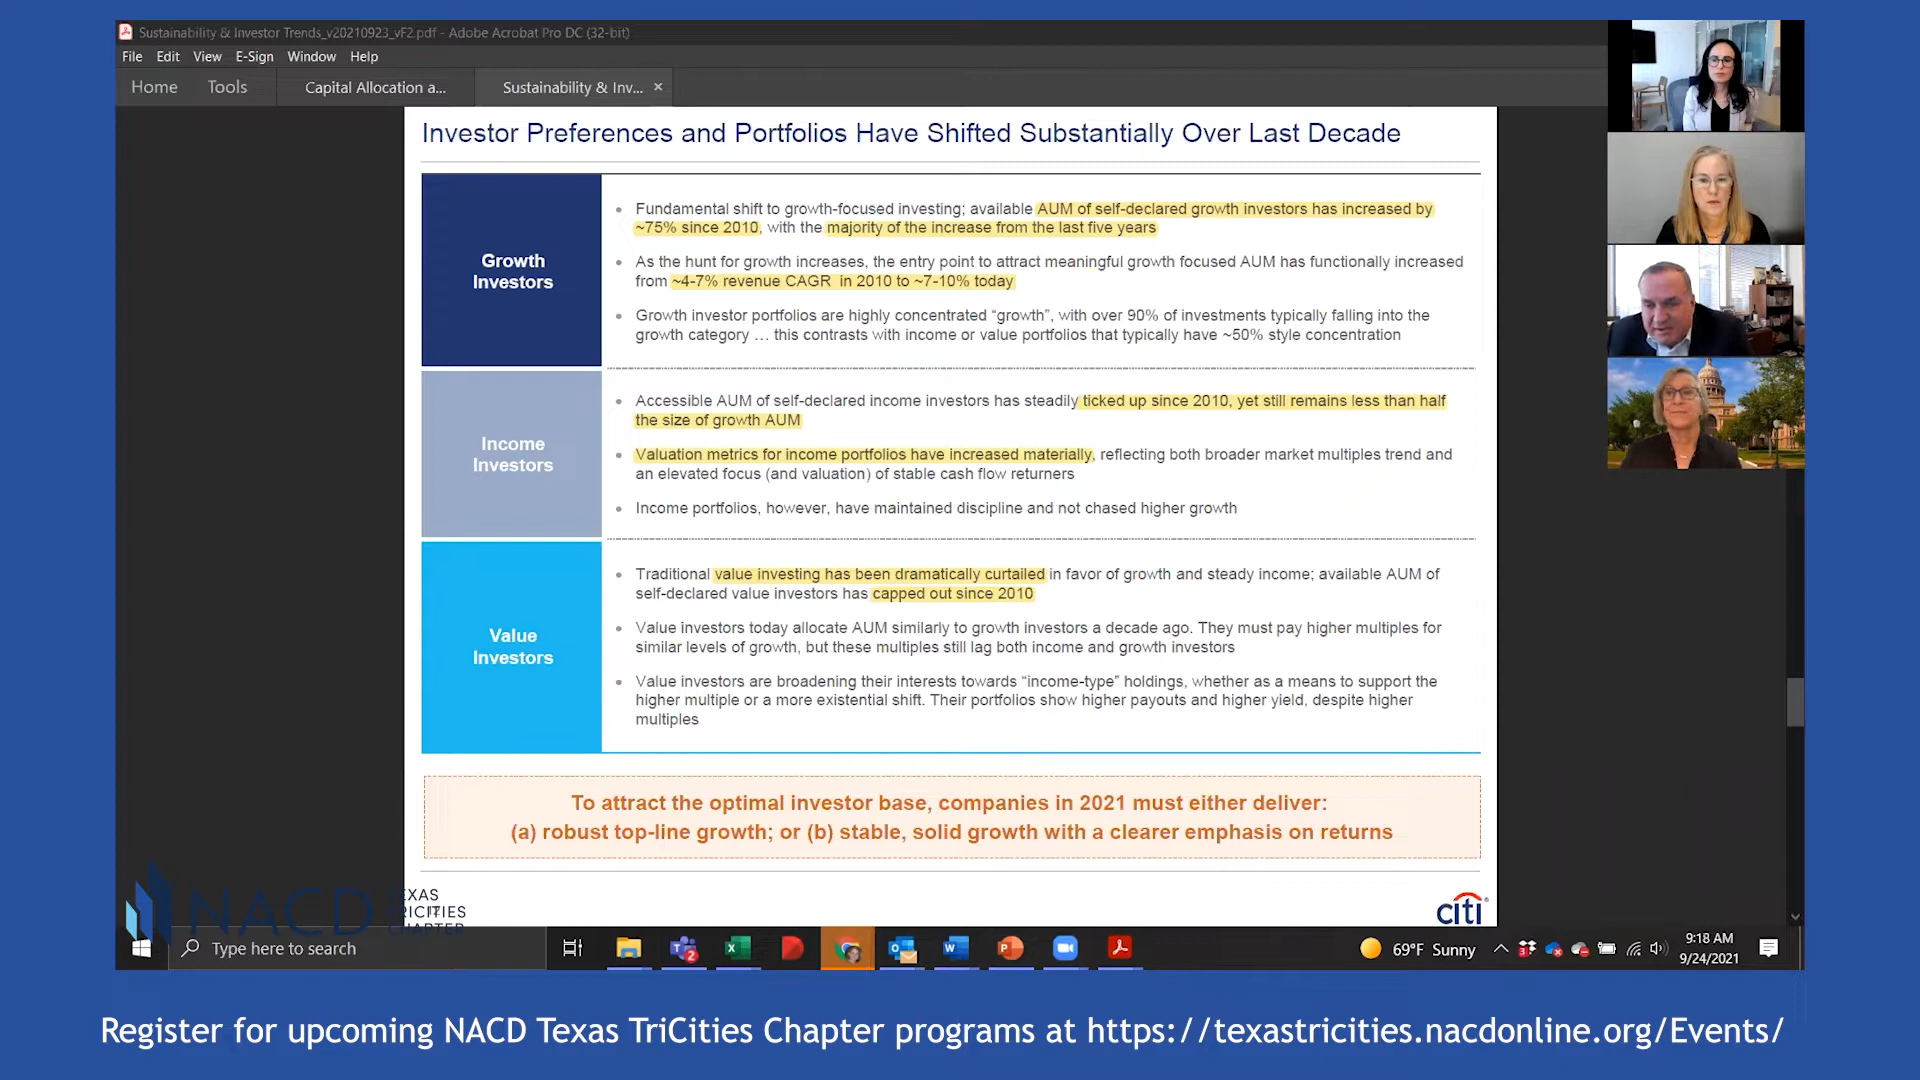 Sustainability & Investor Trends_v20210923_vF2.pdf - Adobe Acrobat Pro DC (32-bit)
File Edit View E-Sign Window Help
Home Tools Capital Allocation a... Sustainability & Inv... ×
Investor Preferences and Portfolios Have Shifted Substantially Over Last Decade
Growth
Investors
• Fundamental shift to growth-focused investing; available AUM of self-declared growth investors has increased by
~75% since 2010, with the majority of the increase from the last five years
• As the hunt for growth increases, the entry point to attract meaningful growth focused AUM has functionally increased
from ~4-7% revenue CAGR in 2010 to ~7-10% today
• Growth investor portfolios are highly concentrated “growth”, with over 90% of investments typically falling into the
growth category … this contrasts with income or value portfolios that typically have ~50% style concentration
Income
Investors
• Accessible AUM of self-declared income investors has steadily ticked up since 2010, yet still remains less than half
the size of growth AUM
• Valuation metrics for income portfolios have increased materially, reflecting both broader market multiples trend and
an elevated focus (and valuation) of stable cash flow returners
• Income portfolios, however, have maintained discipline and not chased higher growth
Value
Investors
• Traditional value investing has been dramatically curtailed in favor of growth and steady income; available AUM of
self-declared value investors has capped out since 2010
• Value investors today allocate AUM similarly to growth investors a decade ago. They must pay higher multiples for
similar levels of growth, but these multiples still lag both income and growth investors
• Value investors are broadening their interests towards “income-type” holdings, whether as a means to support the
higher multiple or a more existential shift. Their portfolios show higher payouts and higher yield, despite higher
multiples
To attract the optimal investor base, companies in 2021 must either deliver:
(a) robust top-line growth; or (b) stable, solid growth with a clearer emphasis on returns
NACD
TEXAS
TRICITIES
CHAPTER
citi
Type here to search
69°F Sunny
9:18 AM
9/24/2021
Register for upcoming NACD Texas TriCities Chapter programs at https://texastricities.nacdonline.org/Events/